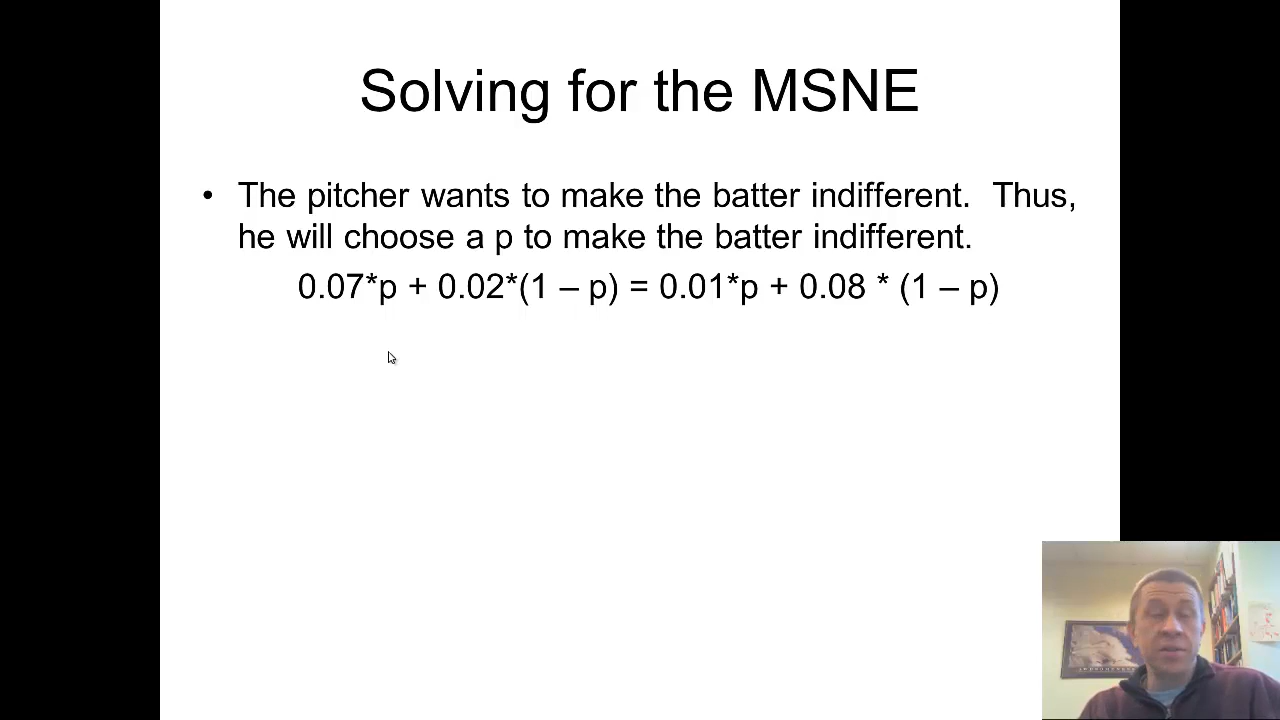 Solving for the MSNE
• The pitcher wants to make the batter indifferent.  Thus,
he will choose a p to make the batter indifferent.
0.07*p + 0.02*(1 – p) = 0.01*p + 0.08 * (1 – p)